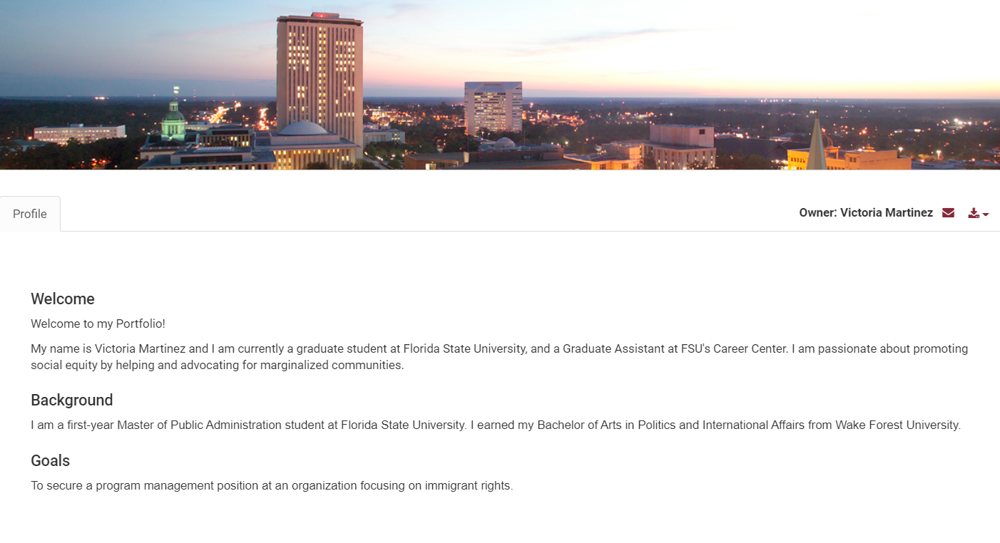 Profile
Owner: Victoria Martinez
Welcome
Welcome to my Portfolio!
My name is Victoria Martinez and I am currently a graduate student at Florida State University, and a Graduate Assistant at FSU's Career Center. I am passionate about promoting
social equity by helping and advocating for marginalized communities.
Background
I am a first-year Master of Public Administration student at Florida State University. I earned my Bachelor of Arts in Politics and International Affairs from Wake Forest University.
Goals
To secure a program management position at an organization focusing on immigrant rights.